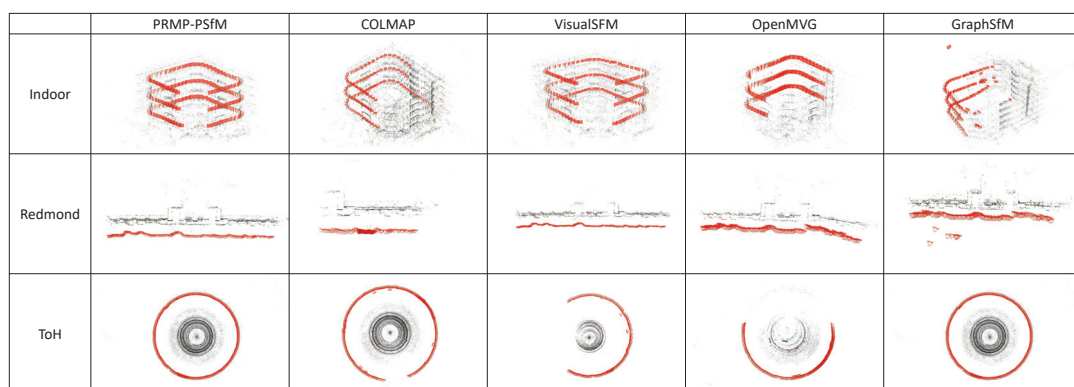 PRMP-PSfM COLMAP VisualSFM OpenMVG GraphSfM
Indoor
Redmond
ToH